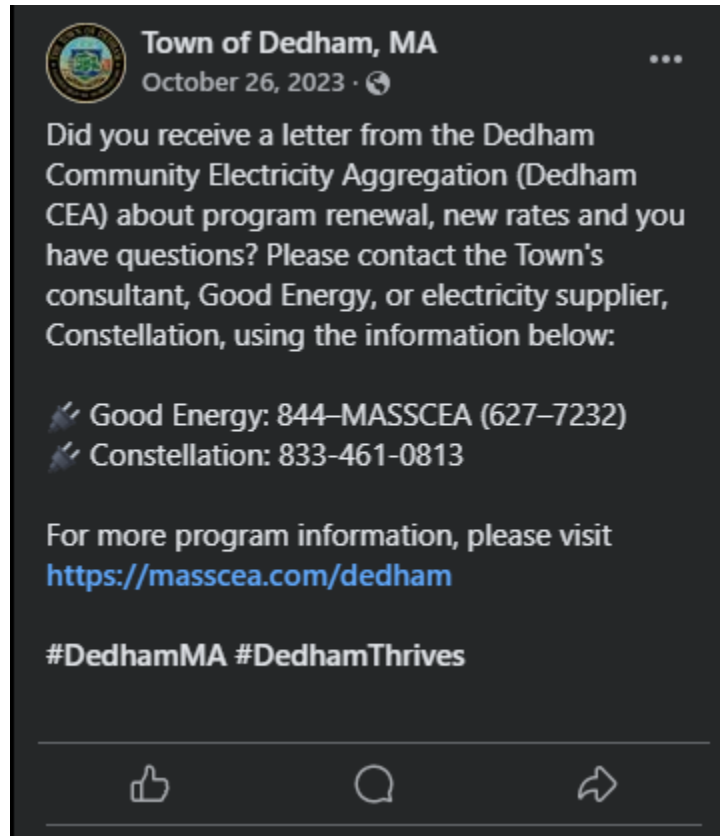 Town of Dedham, MA
October 26, 2023 ·
Did you receive a letter from the Dedham
Community Electricity Aggregation (Dedham
CEA) about program renewal, new rates and you
have questions? Please contact the Town's
consultant, Good Energy, or electricity supplier,
Constellation, using the information below:
🔌 Good Energy: 844–MASSCEA (627–7232)
🔌 Constellation: 833-461-0813
For more program information, please visit
https://masscea.com/dedham
#DedhamMA #DedhamThrives